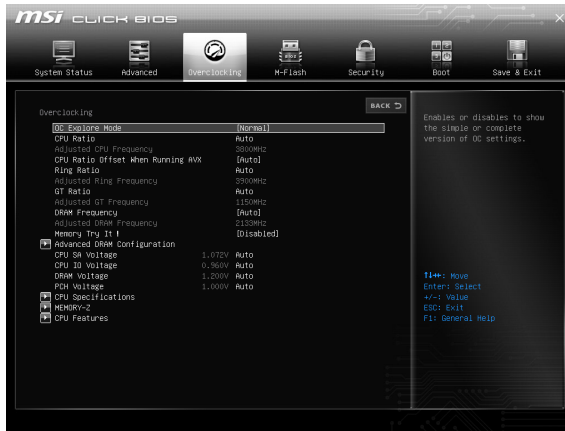 msi CLICK BIOS
X
System Status Advanced Overclocking M-Flash Security Boot Save & Exit
BACK
Overclocking
OC Explore Mode [Normal]
CPU Ratio Auto
Adjusted CPU Frequency 3800MHz
CPU Ratio Offset When Running AVX [Auto]
Ring Ratio Auto
Adjusted Ring Frequency 3900MHz
GT Ratio Auto
Adjusted GT Frequency 1150MHz
DRAM Frequency [Auto]
Adjusted DRAM Frequency 2133MHz
Memory Try It ! [Disabled]
Advanced DRAM Configuration
CPU SA Voltage 1.072V Auto
CPU IO Voltage 0.960V Auto
DRAM Voltage 1.200V Auto
PCH Voltage 1.000V Auto
CPU Specifications
MEMORY-Z
CPU Features
Enables or disables to show
the simple or complete
version of OC settings.
↑↓→←: Move
Enter: Select
+/-: Value
ESC: Exit
F1: General Help